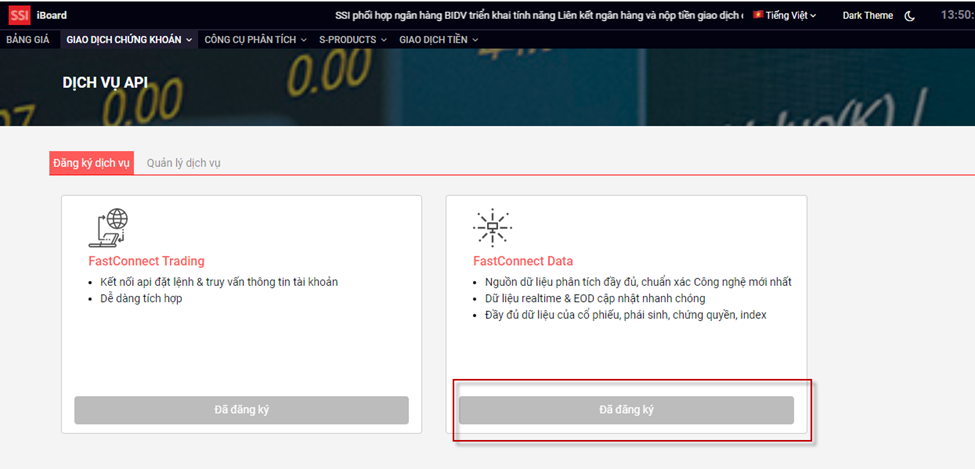 SSI iBoard SSI phối hợp ngân hàng BIDV triển khai tính năng Liên kết ngân hàng và nộp tiền giao dịch Tiếng Việt Dark Theme 13:50:
BẢNG GIÁ GIAO DỊCH CHỨNG KHOÁN CÔNG CỤ PHÂN TÍCH S-PRODUCTS GIAO DỊCH TIỀN
DỊCH VỤ API
0.00
0.00
Đăng ký dịch vụ Quản lý dịch vụ
FastConnect Trading
Kết nối api đặt lệnh & truy vấn thông tin tài khoản
Dễ dàng tích hợp
Đã đăng ký
FastConnect Data
Nguồn dữ liệu phân tích đầy đủ, chuẩn xác Công nghệ mới nhất
Dữ liệu realtime & EOD cập nhật nhanh chóng
Đầy đủ dữ liệu của cổ phiếu, phái sinh, chứng quyền, index
Đã đăng ký